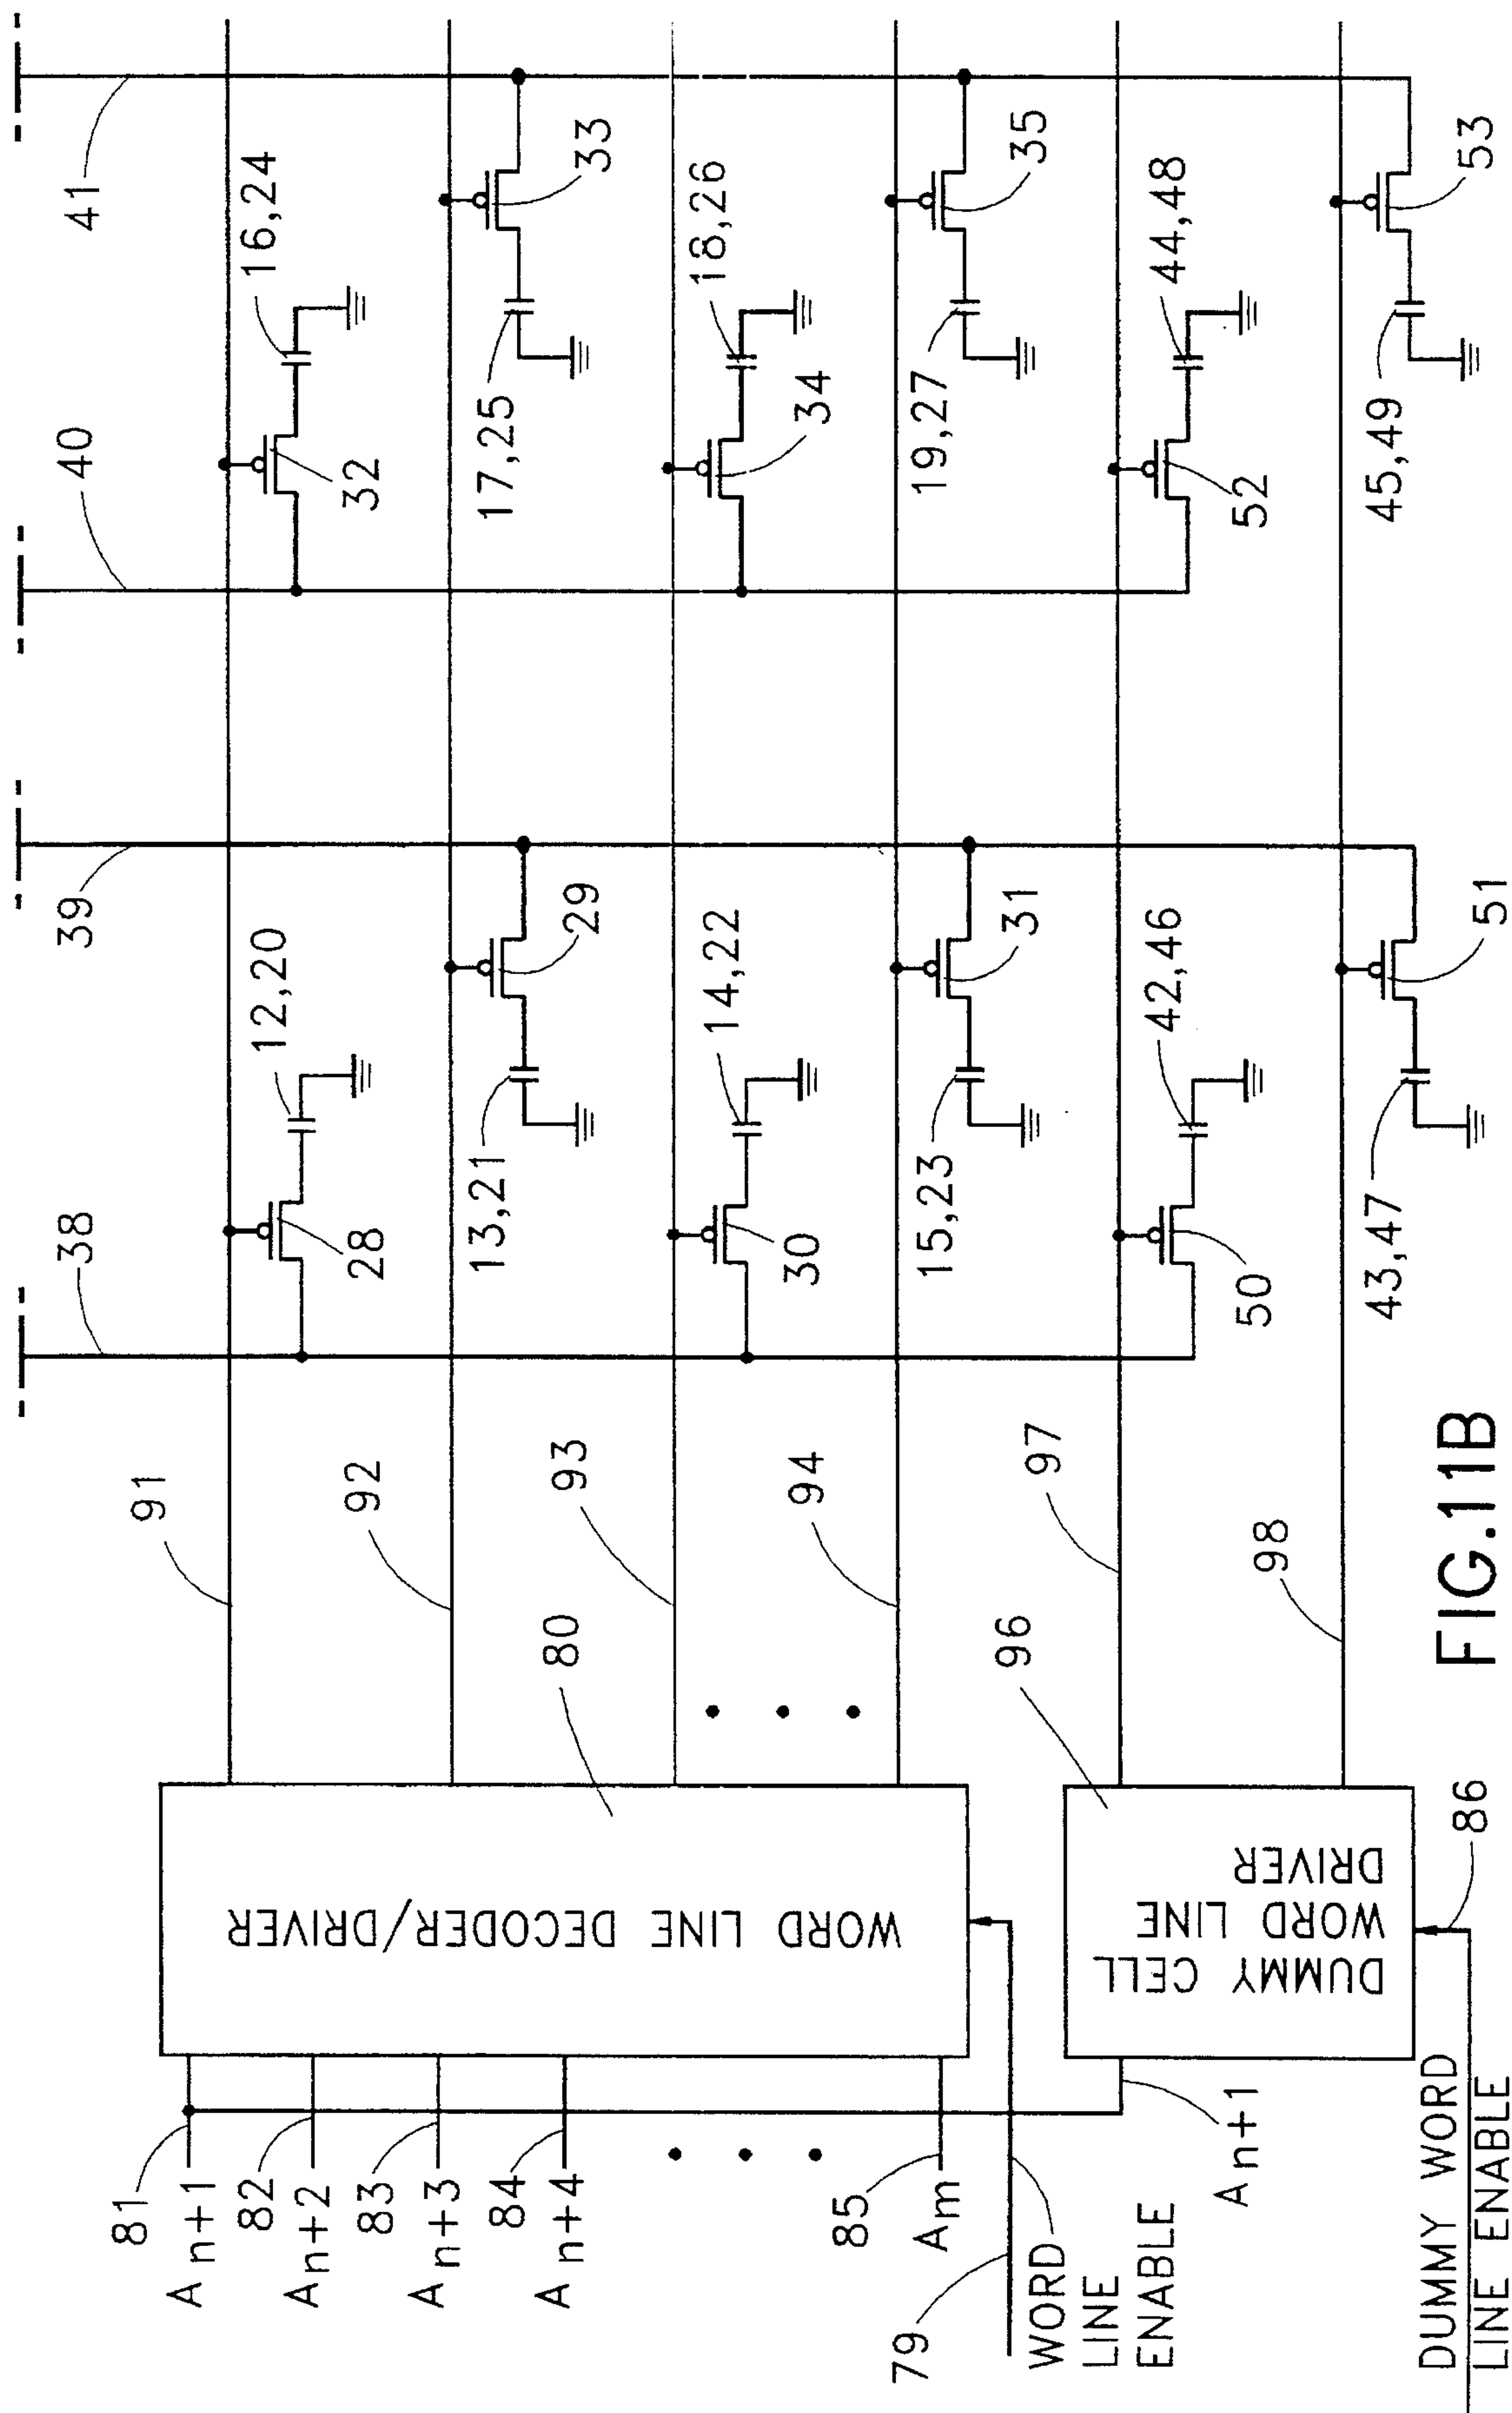 81
A n+1
82
A n+2
83
A n+3
84
A n+4
85
A m
79
WORD
LINE
ENABLE
A n+1
DUMMY WORD
LINE ENABLE
86
WORD LINE DECODER/DRIVER
80
DUMMY CELL
WORD LINE
DRIVER
96
91
92
93
94
97
98
38
39
40
41
12,20
28
13,21
29
14,22
30
15,23
31
42,46
50
43,47
51
16,24
32
17,25
33
18,26
34
19,27
35
44,48
52
45,49
53
FIG.11B